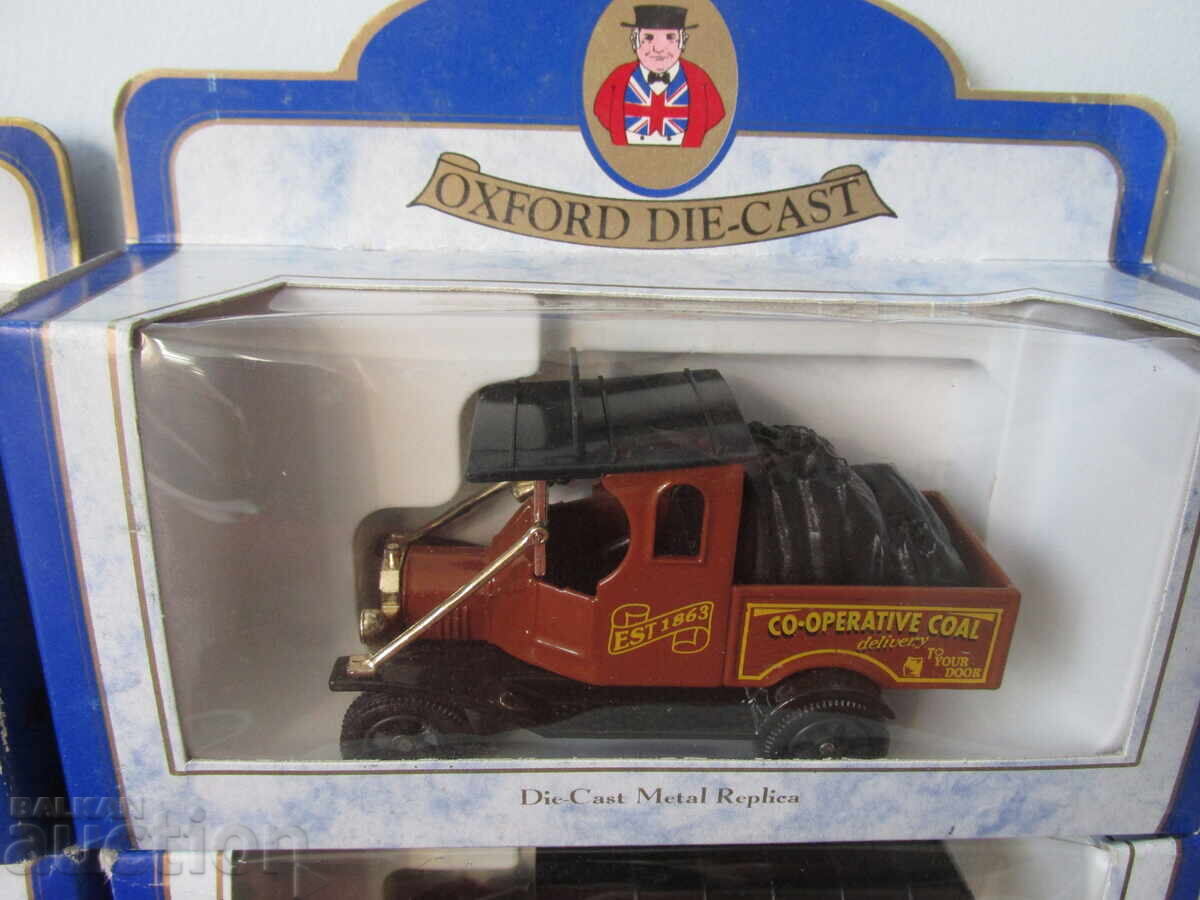 OXFORD DIE-CAST
EST 1863
CO-OPERATIVE COAL
delivery TO
YOUR
DOOR
Die-Cast Metal Replica
BALKAN
auction